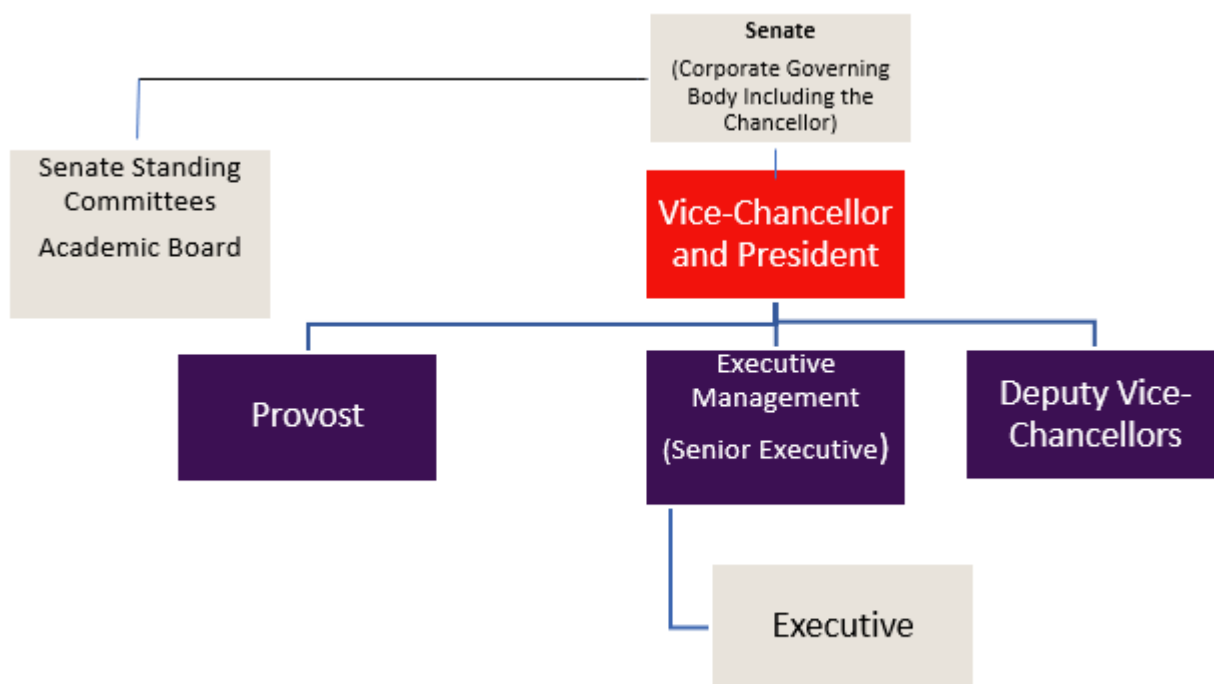 Senate
(Corporate Governing
Body Including the
Chancellor)
Senate Standing
Committees
Academic Board
Vice-Chancellor
and President
Provost
Executive
Management
(Senior Executive)
Deputy Vice-
Chancellors
Executive